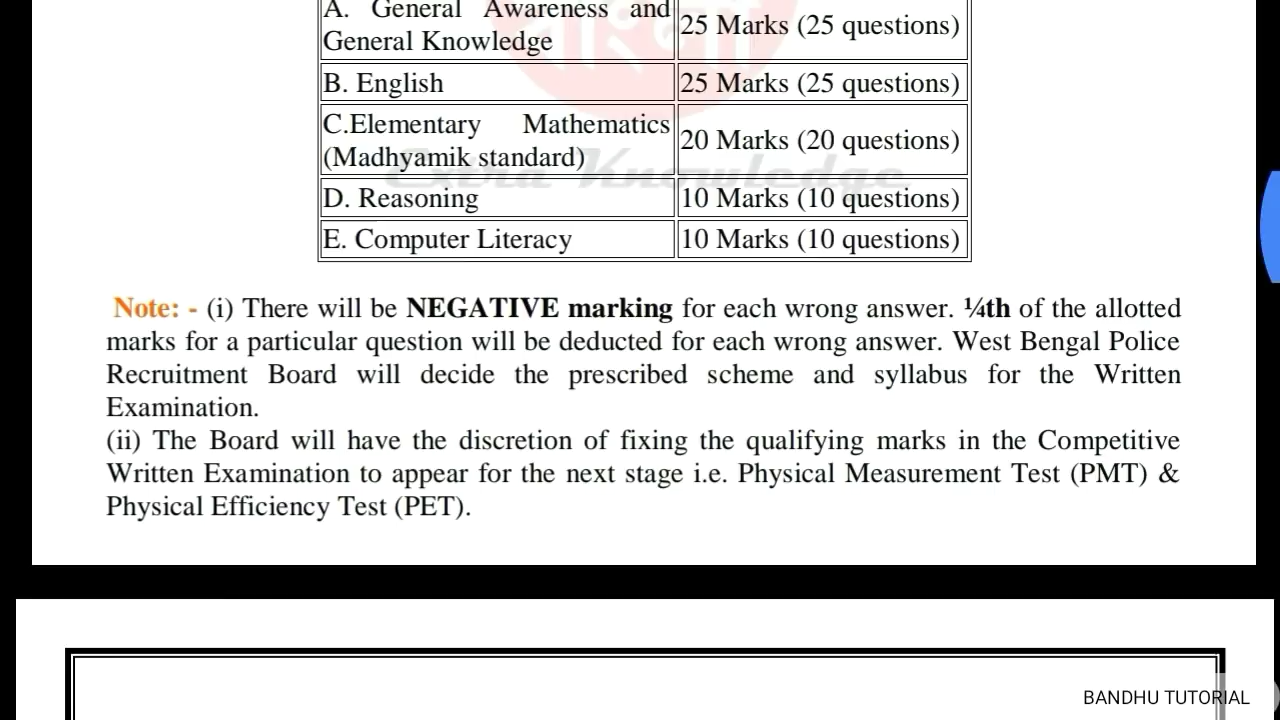 A. General Awareness and
General Knowledge
25 Marks (25 questions)
B. English
25 Marks (25 questions)
C.Elementary Mathematics
(Madhyamik standard)
20 Marks (20 questions)
D. Reasoning
10 Marks (10 questions)
E. Computer Literacy
10 Marks (10 questions)
বাংলা
Extra Knowledge
Note: - (i) There will be NEGATIVE marking for each wrong answer. ¼th of the allotted
marks for a particular question will be deducted for each wrong answer. West Bengal Police
Recruitment Board will decide the prescribed scheme and syllabus for the Written
Examination.
(ii) The Board will have the discretion of fixing the qualifying marks in the Competitive
Written Examination to appear for the next stage i.e. Physical Measurement Test (PMT) &
Physical Efficiency Test (PET).
BANDHU TUTORIAL